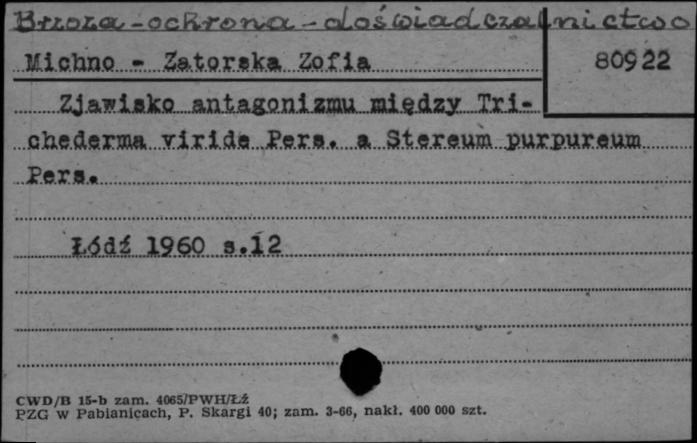 Brzoza - ochrona - doświadczalnictwo
Michno - Zatorska Zofia
80922
Zjawisko antagonizmu między Tri-
chederma viride Pers. a Stereum purpureum
Pers.
Łódź 1960 s.12
CWD/B 15-b zam. 4065/PWH/Łź
PZG w Pabianicach, P. Skargi 40; zam. 3-66, nakł. 400 000 szt.